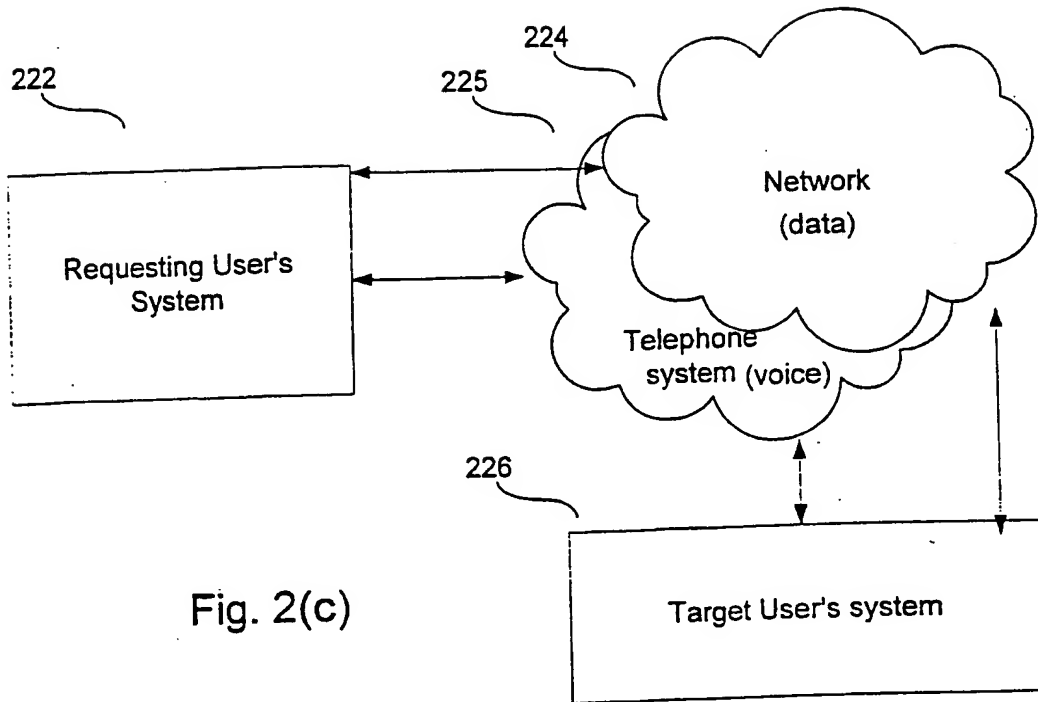 224
222
225
Network
(data)
Requesting User's
System
Telephone
system (voice)
226
Fig. 2(c)
Target User's system